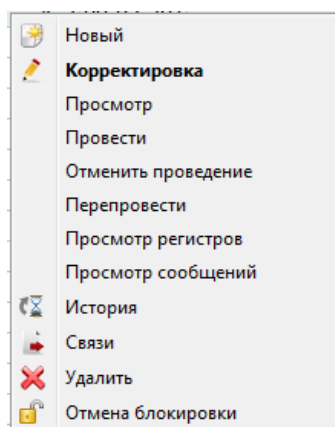 Новый
Корректировка
Просмотр
Провести
Отменить проведение
Перепровести
Просмотр регистров
Просмотр сообщений
История
Связи
Удалить
Отмена блокировки